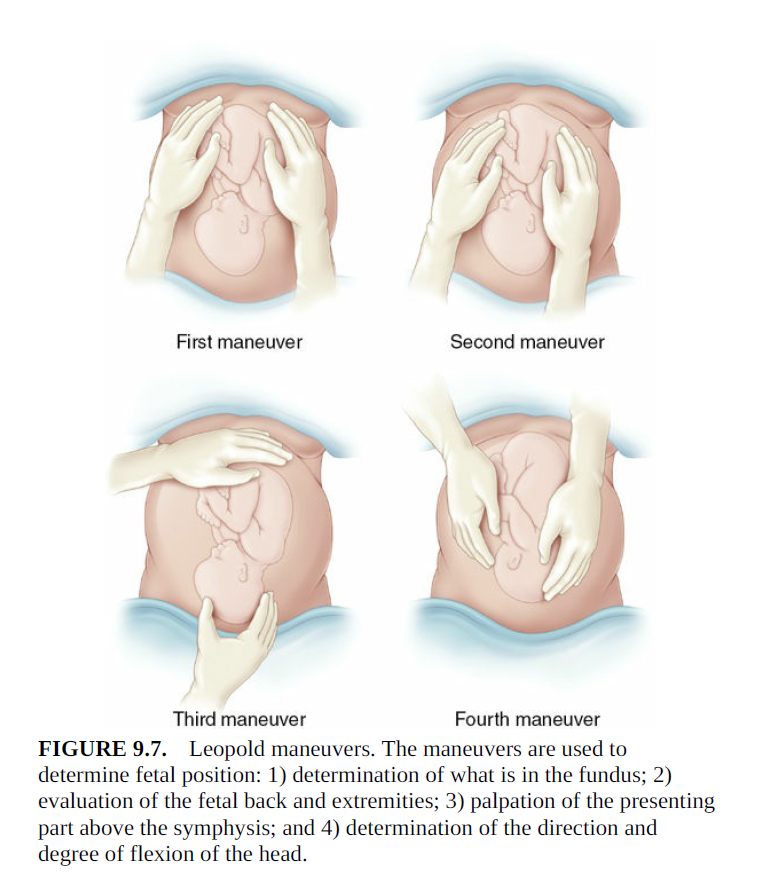 First maneuver
Second maneuver
Third maneuver
Fourth maneuver
FIGURE 9.7. Leopold maneuvers. The maneuvers are used to
determine fetal position: 1) determination of what is in the fundus; 2)
evaluation of the fetal back and extremities; 3) palpation of the presenting
part above the symphysis; and 4) determination of the direction and
degree of flexion of the head.